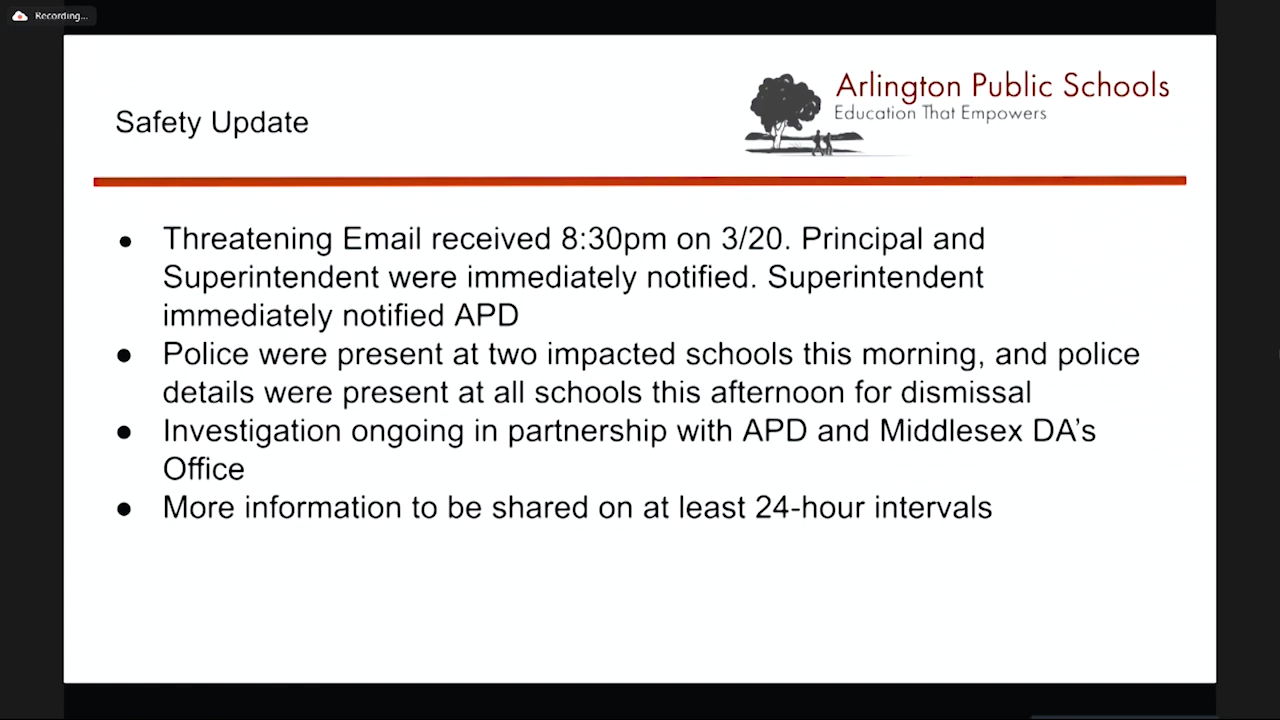 Recording...
Arlington Public Schools
Education That Empowers
Safety Update
● Threatening Email received 8:30pm on 3/20. Principal and
Superintendent were immediately notified. Superintendent
immediately notified APD
● Police were present at two impacted schools this morning, and police
details were present at all schools this afternoon for dismissal
● Investigation ongoing in partnership with APD and Middlesex DA’s
Office
● More information to be shared on at least 24-hour intervals